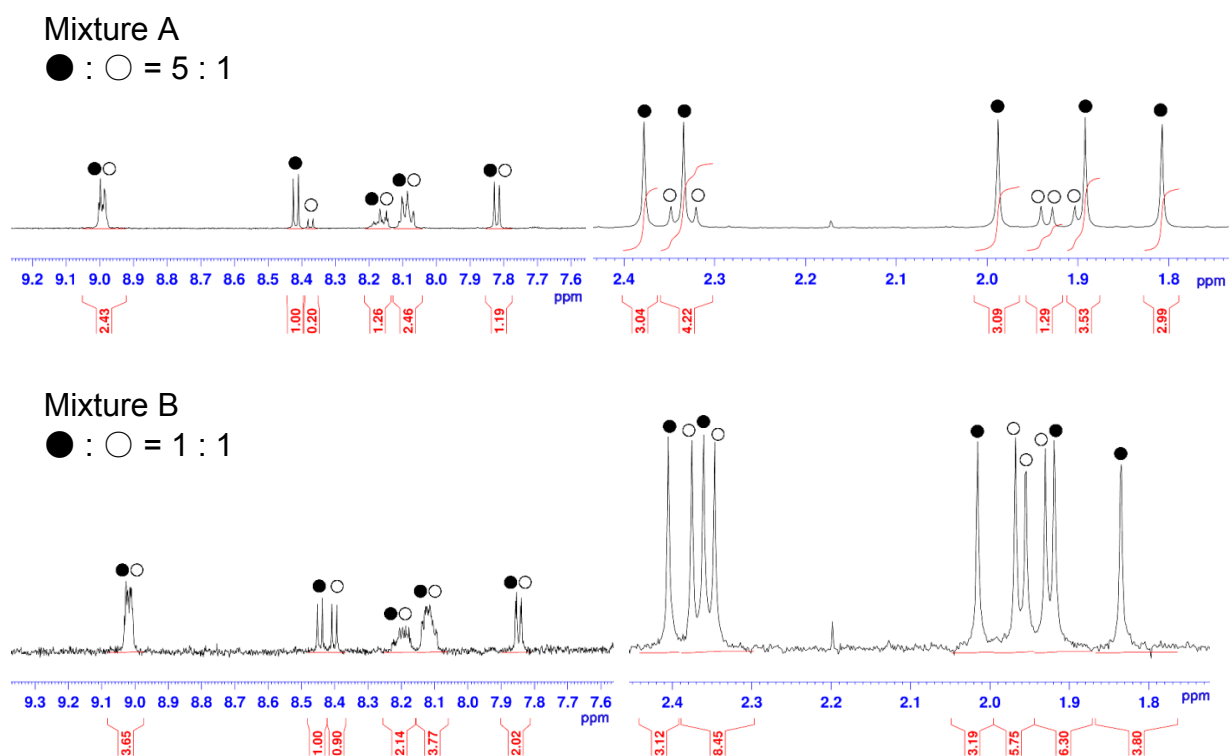 Mixture A
● : ○ = 5 : 1
9.2 9.1 9.0 8.9 8.8 8.7 8.6 8.5 8.4 8.3 8.2 8.1 8.0 7.9 7.8 7.7 7.6
ppm
2.4 2.3 2.2 2.1 2.0 1.9 1.8 ppm
2.43 1.00 0.20 1.26 2.46 1.19
3.04 4.22 3.09 1.29 3.53 2.99
Mixture B
● : ○ = 1 : 1
9.3 9.2 9.1 9.0 8.9 8.8 8.7 8.6 8.5 8.4 8.3 8.2 8.1 8.0 7.9 7.8 7.7 7.6
ppm
2.4 2.3 2.2 2.1 2.0 1.9 1.8
ppm
3.65 1.00 0.90 2.14 3.77 2.02
3.12 8.45 3.19 5.75 6.30 3.80